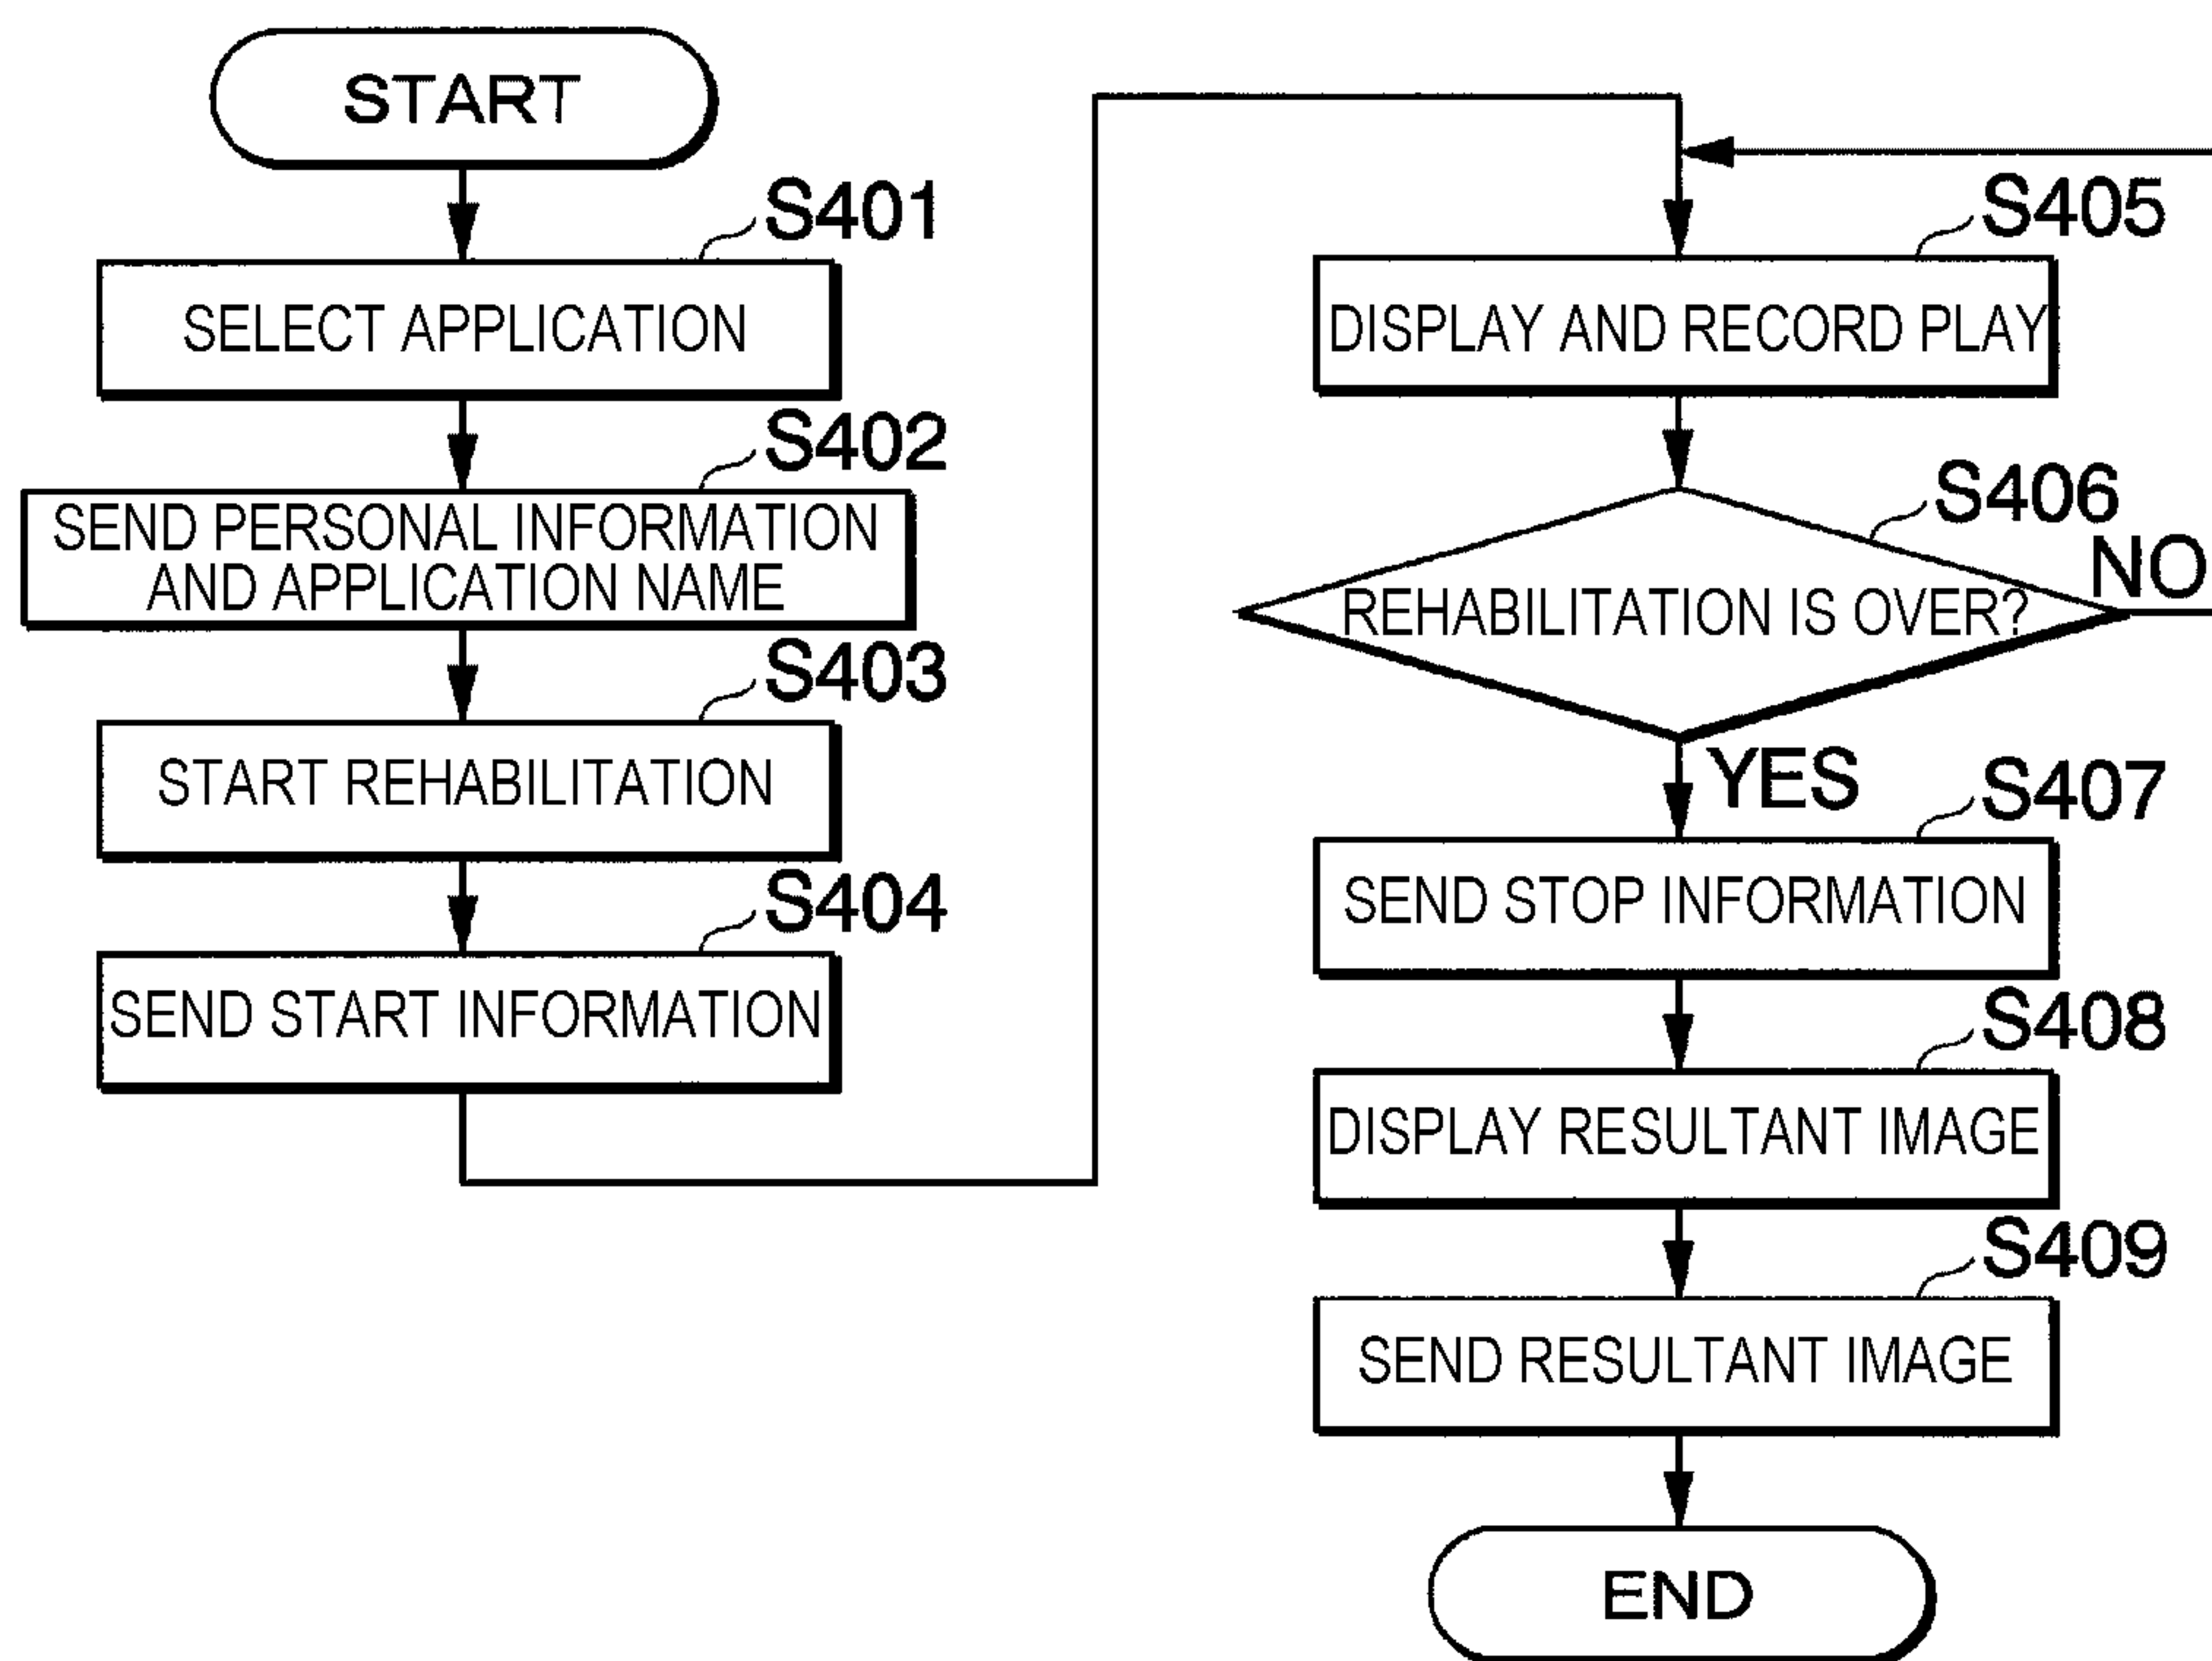 START
S401
SELECT APPLICATION
S402
SEND PERSONAL INFORMATION
AND APPLICATION NAME
S403
START REHABILITATION
S404
SEND START INFORMATION
S405
DISPLAY AND RECORD PLAY
S406
REHABILITATION IS OVER?
NO
YES
S407
SEND STOP INFORMATION
S408
DISPLAY RESULTANT IMAGE
S409
SEND RESULTANT IMAGE
END